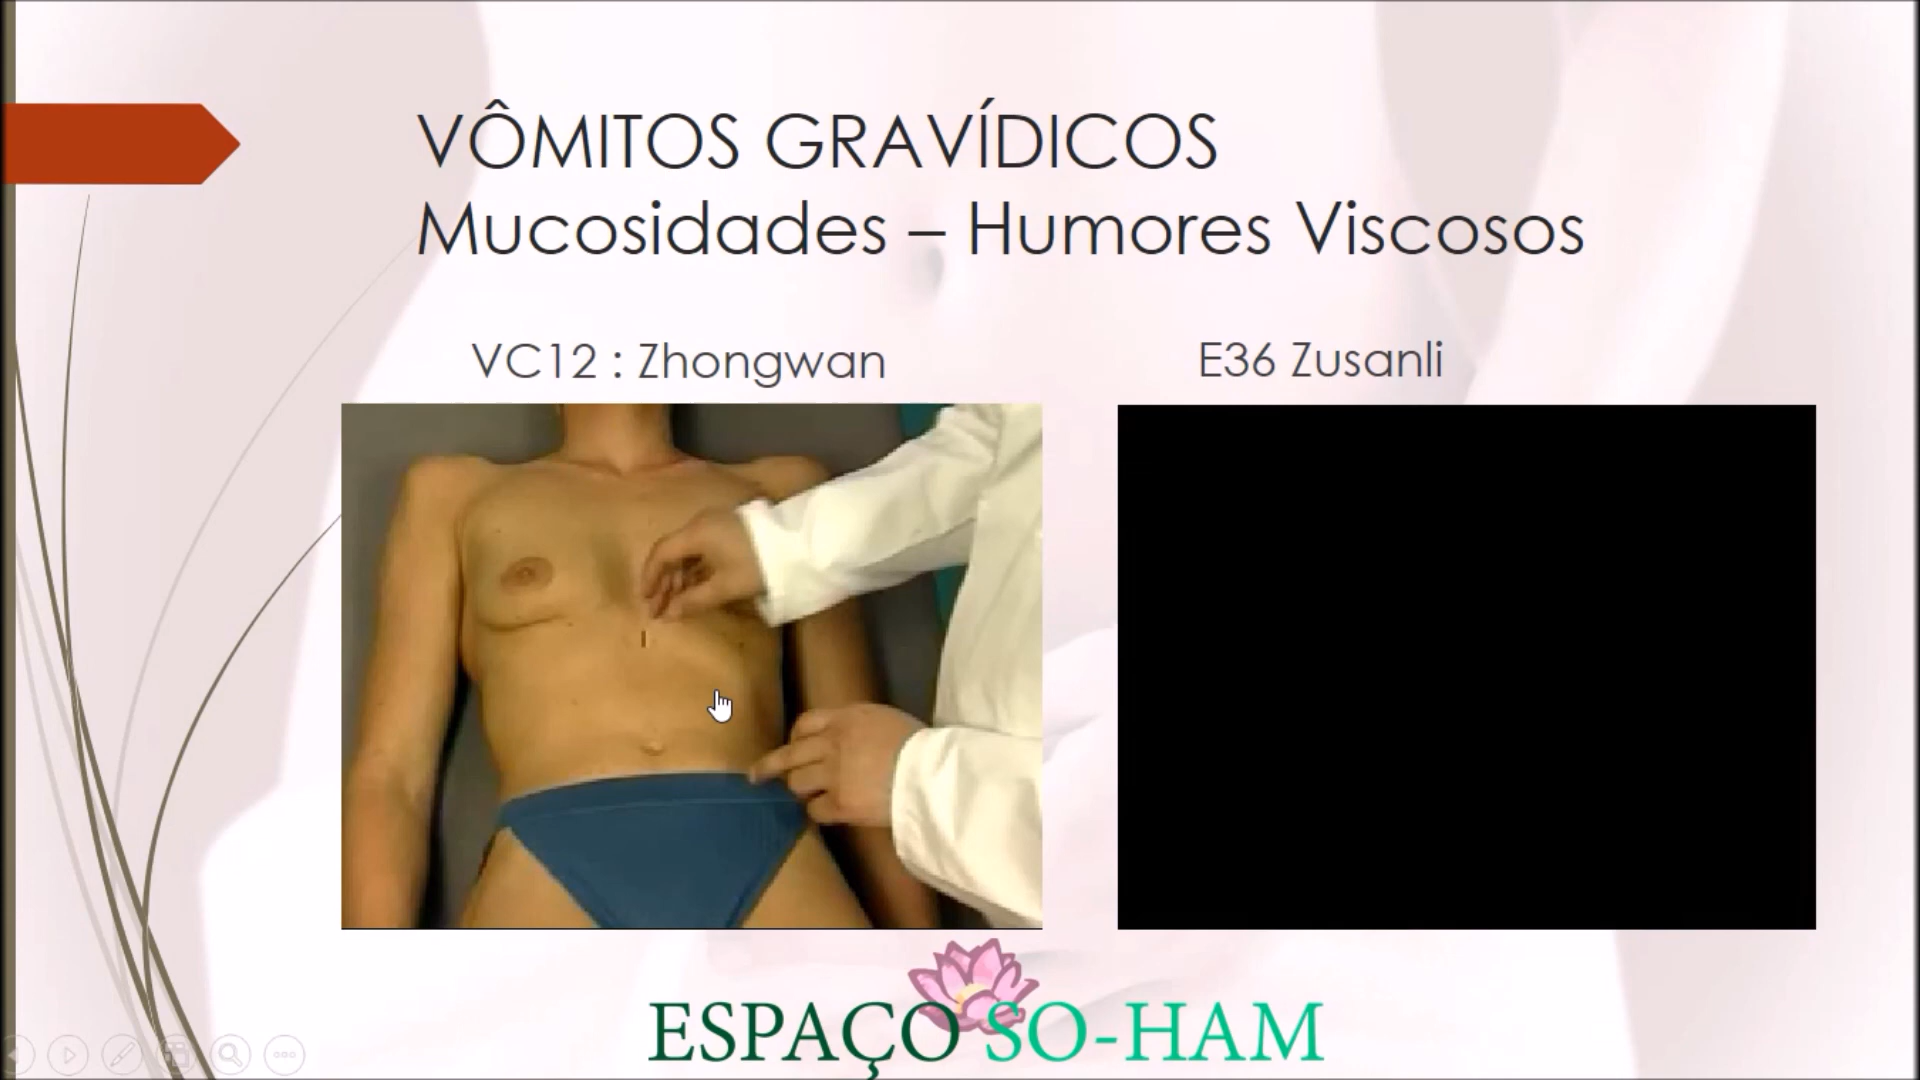 VÔMITOS GRAVÍDICOS
Mucosidades – Humores Viscosos
VC12 : Zhongwan
E36 Zusanli
ESPAÇO SO-HAM